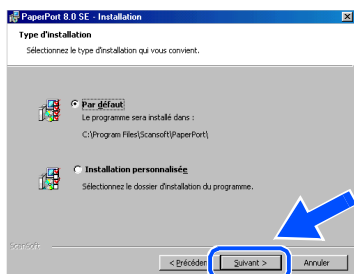 PaperPort 8.0 SE - Installation
Type d'installation
Sélectionnez le type d'installation qui vous convient.
Par défaut
Le programme sera installé dans :
C:\Program Files\Scansoft\PaperPort\
Installation personnalisée
Sélectionnez le dossier d'installation du programme.
ScanSoft
< Précéden Suivant > Annuler